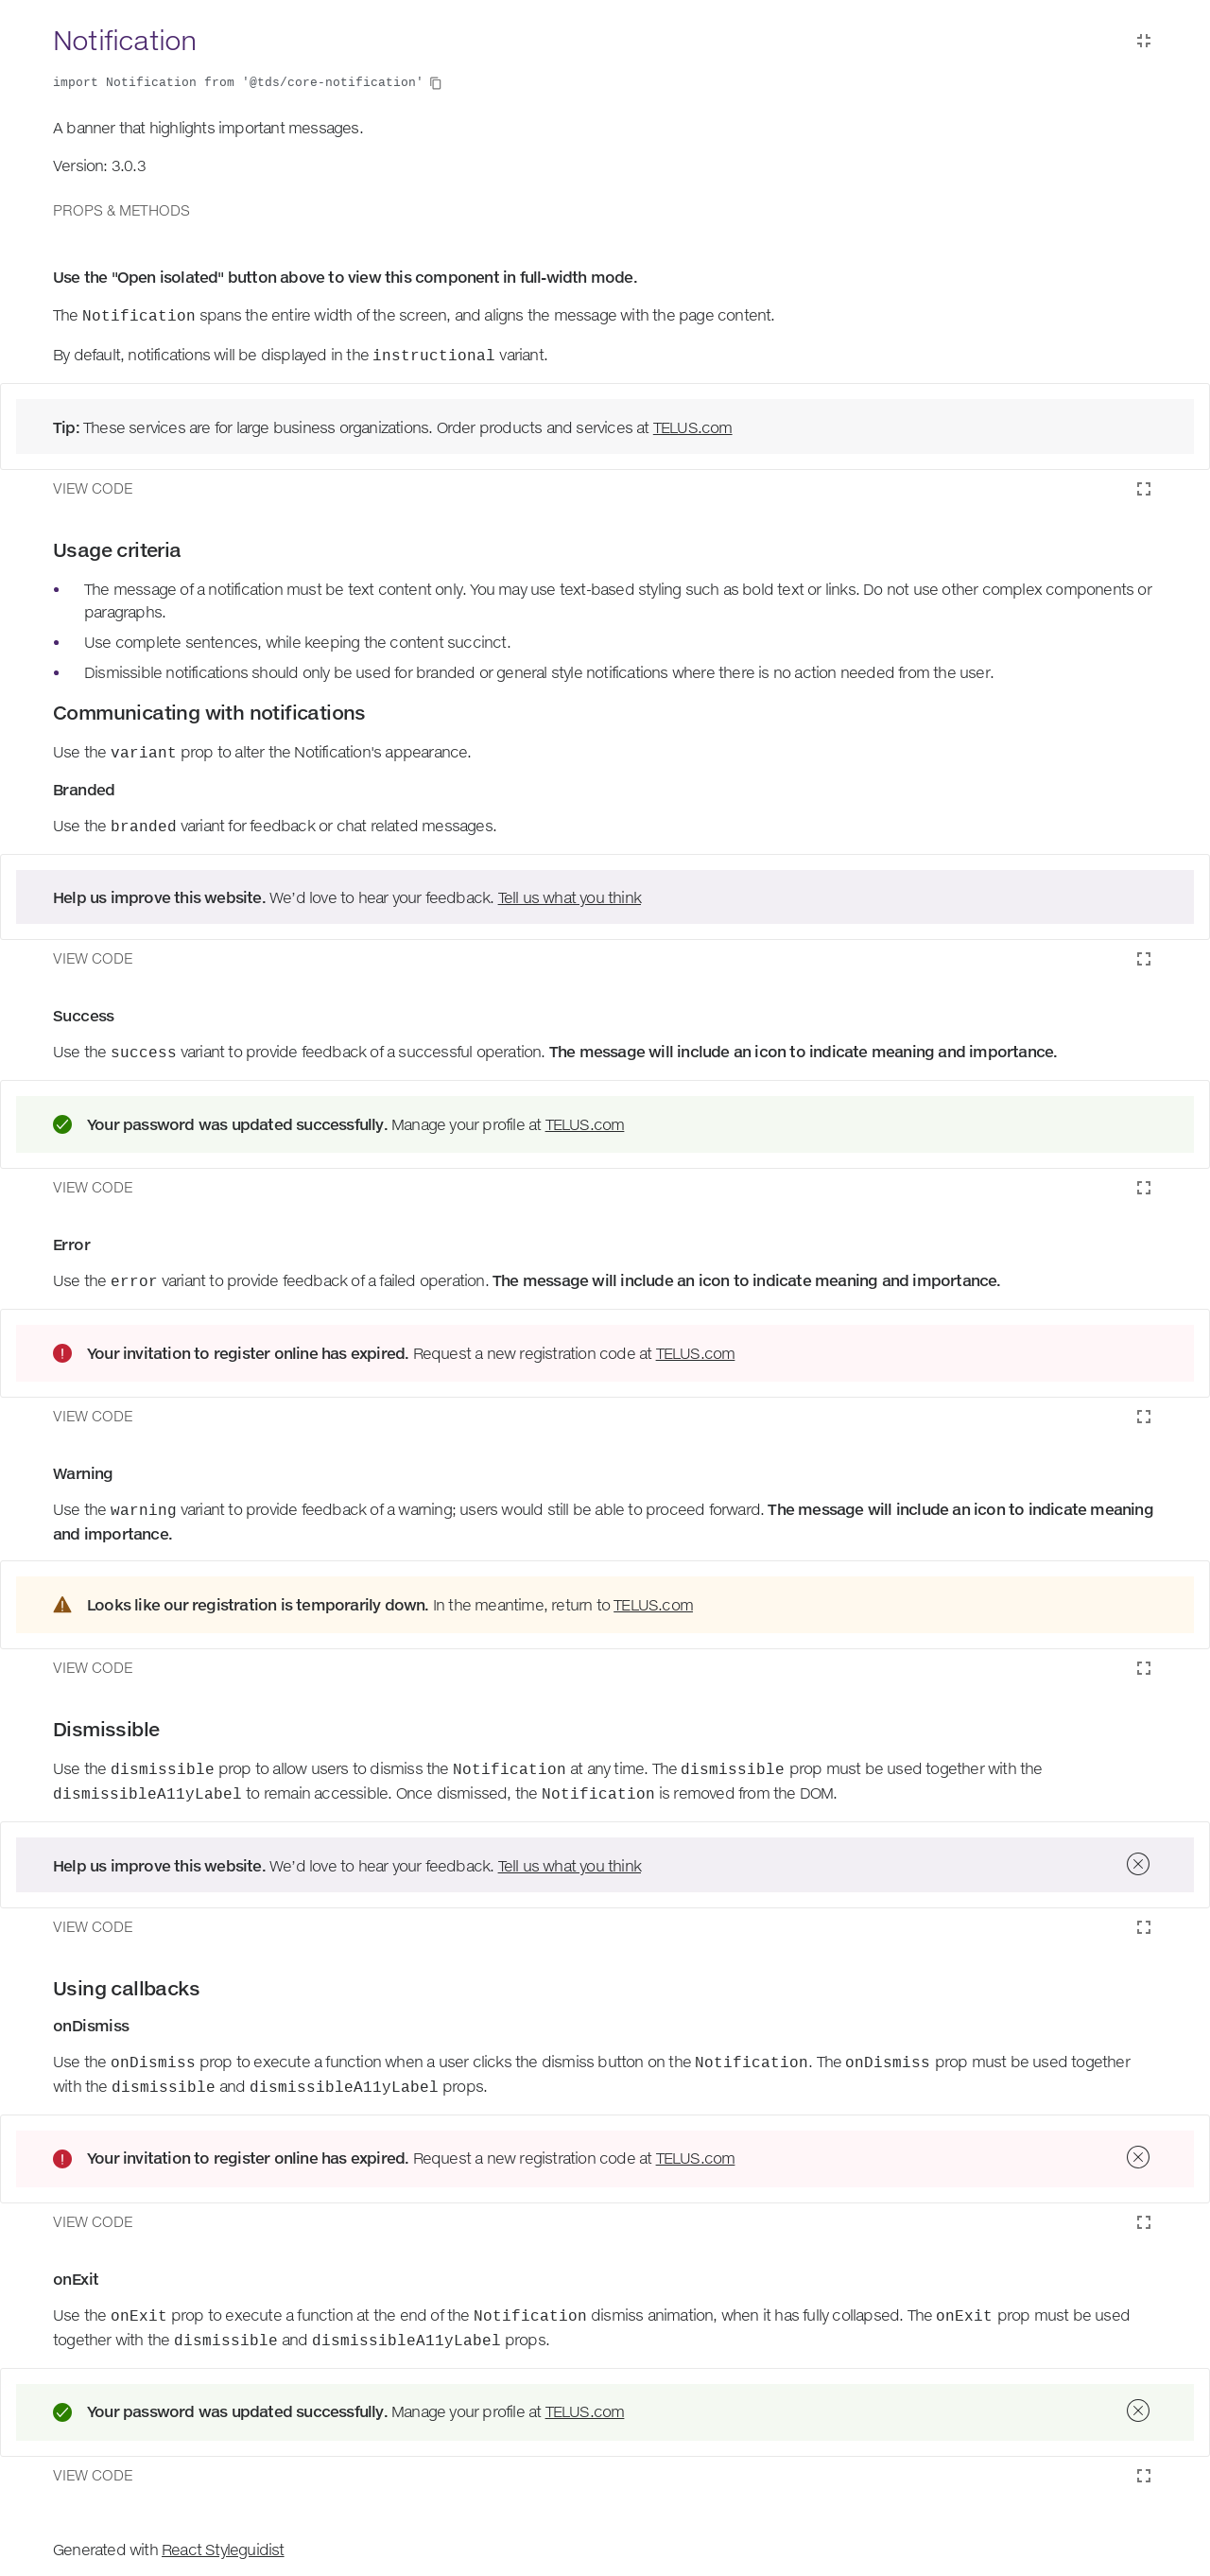 Notification
import Notification from '@tds/core-notification'
A banner that highlights important messages.
Version: 3.0.3
PROPS & METHODS
Use the "Open isolated" button above to view this component in full-width mode.
The Notification spans the entire width of the screen, and aligns the message with the page content.
By default, notifications will be displayed in the instructional variant.
Tip: These services are for large business organizations. Order products and services at TELUS.com
VIEW CODE
Usage criteria
• The message of a notification must be text content only. You may use text-based styling such as bold text or links. Do not use other complex components or
paragraphs.
• Use complete sentences, while keeping the content succinct.
• Dismissible notifications should only be used for branded or general style notifications where there is no action needed from the user.
Communicating with notifications
Use the variant prop to alter the Notification's appearance.
Branded
Use the branded variant for feedback or chat related messages.
Help us improve this website. We'd love to hear your feedback. Tell us what you think
VIEW CODE
Success
Use the success variant to provide feedback of a successful operation. The message will include an icon to indicate meaning and importance.
Your password was updated successfully. Manage your profile at TELUS.com
VIEW CODE
Error
Use the error variant to provide feedback of a failed operation. The message will include an icon to indicate meaning and importance.
Your invitation to register online has expired. Request a new registration code at TELUS.com
VIEW CODE
Warning
Use the warning variant to provide feedback of a warning; users would still be able to proceed forward. The message will include an icon to indicate meaning
and importance.
Looks like our registration is temporarily down. In the meantime, return to TELUS.com
VIEW CODE
Dismissible
Use the dismissible prop to allow users to dismiss the Notification at any time. The dismissible prop must be used together with the
dismissibleA11yLabel to remain accessible. Once dismissed, the Notification is removed from the DOM.
Help us improve this website. We'd love to hear your feedback. Tell us what you think
VIEW CODE
Using callbacks
onDismiss
Use the onDismiss prop to execute a function when a user clicks the dismiss button on the Notification. The onDismiss prop must be used together
with the dismissible and dismissibleA11yLabel props.
Your invitation to register online has expired. Request a new registration code at TELUS.com
VIEW CODE
onExit
Use the onExit prop to execute a function at the end of the Notification dismiss animation, when it has fully collapsed. The onExit prop must be used
together with the dismissible and dismissibleA11yLabel props.
Your password was updated successfully. Manage your profile at TELUS.com
VIEW CODE
Generated with React Styleguidist